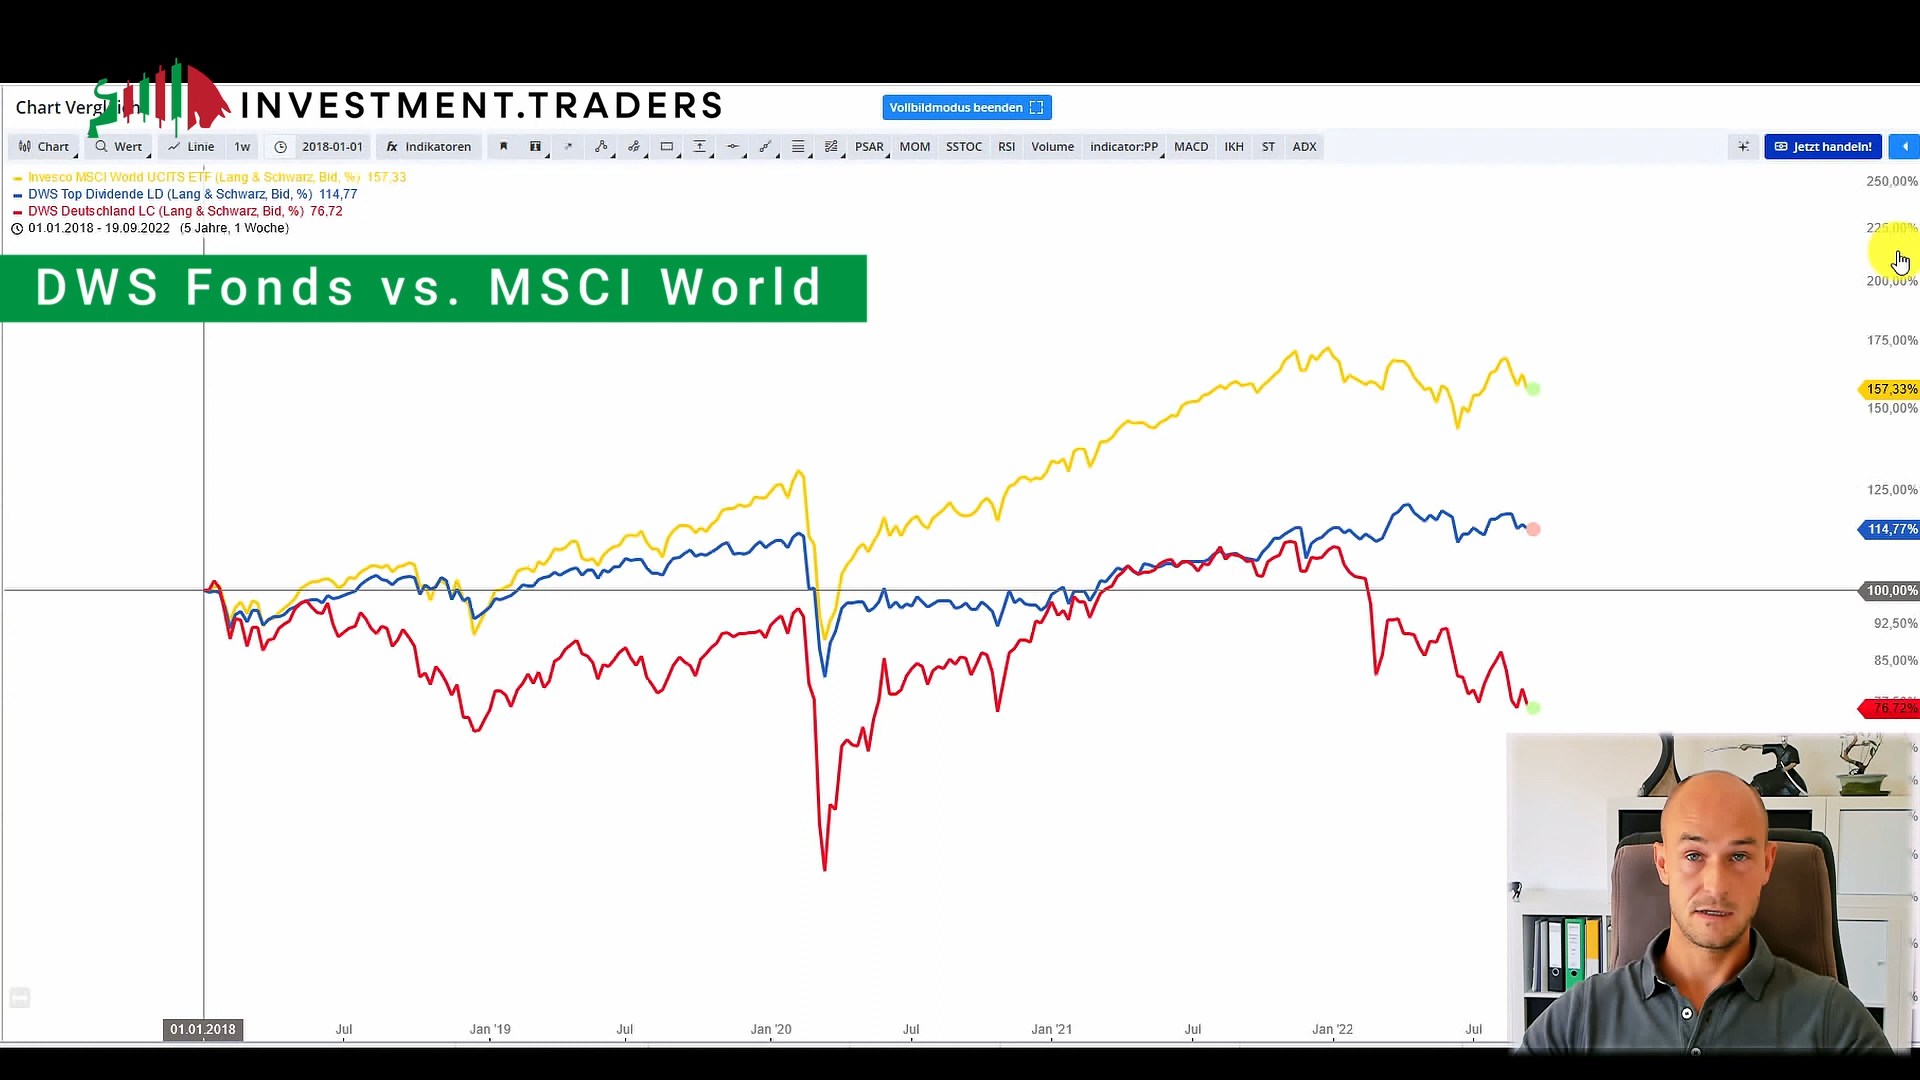 Chart Vergleich
INVESTMENT.TRADERS
Vollbildmodus beenden
Chart Wert Linie 1w 2018-01-01 fx Indikatoren PSAR MOM SSTOC RSI Volume indicator:PP MACD IKH ST ADX Jetzt handeln!
Invesco MSCI World UCITS ETF (Lang & Schwarz, Bid, %) 157,33
DWS Top Dividende LD (Lang & Schwarz, Bid, %) 114,77
DWS Deutschland LC (Lang & Schwarz, Bid, %) 76,72
01.01.2018 - 19.09.2022 (5 Jahre, 1 Woche)
DWS Fonds vs. MSCI World
250,00%
225,00%
200,00%
175,00%
157,33%
150,00%
125,00%
114,77%
100,00%
92,50%
85,00%
76,72%
01.01.2018 Jul Jan '19 Jul Jan '20 Jul Jan '21 Jul Jan '22 Jul